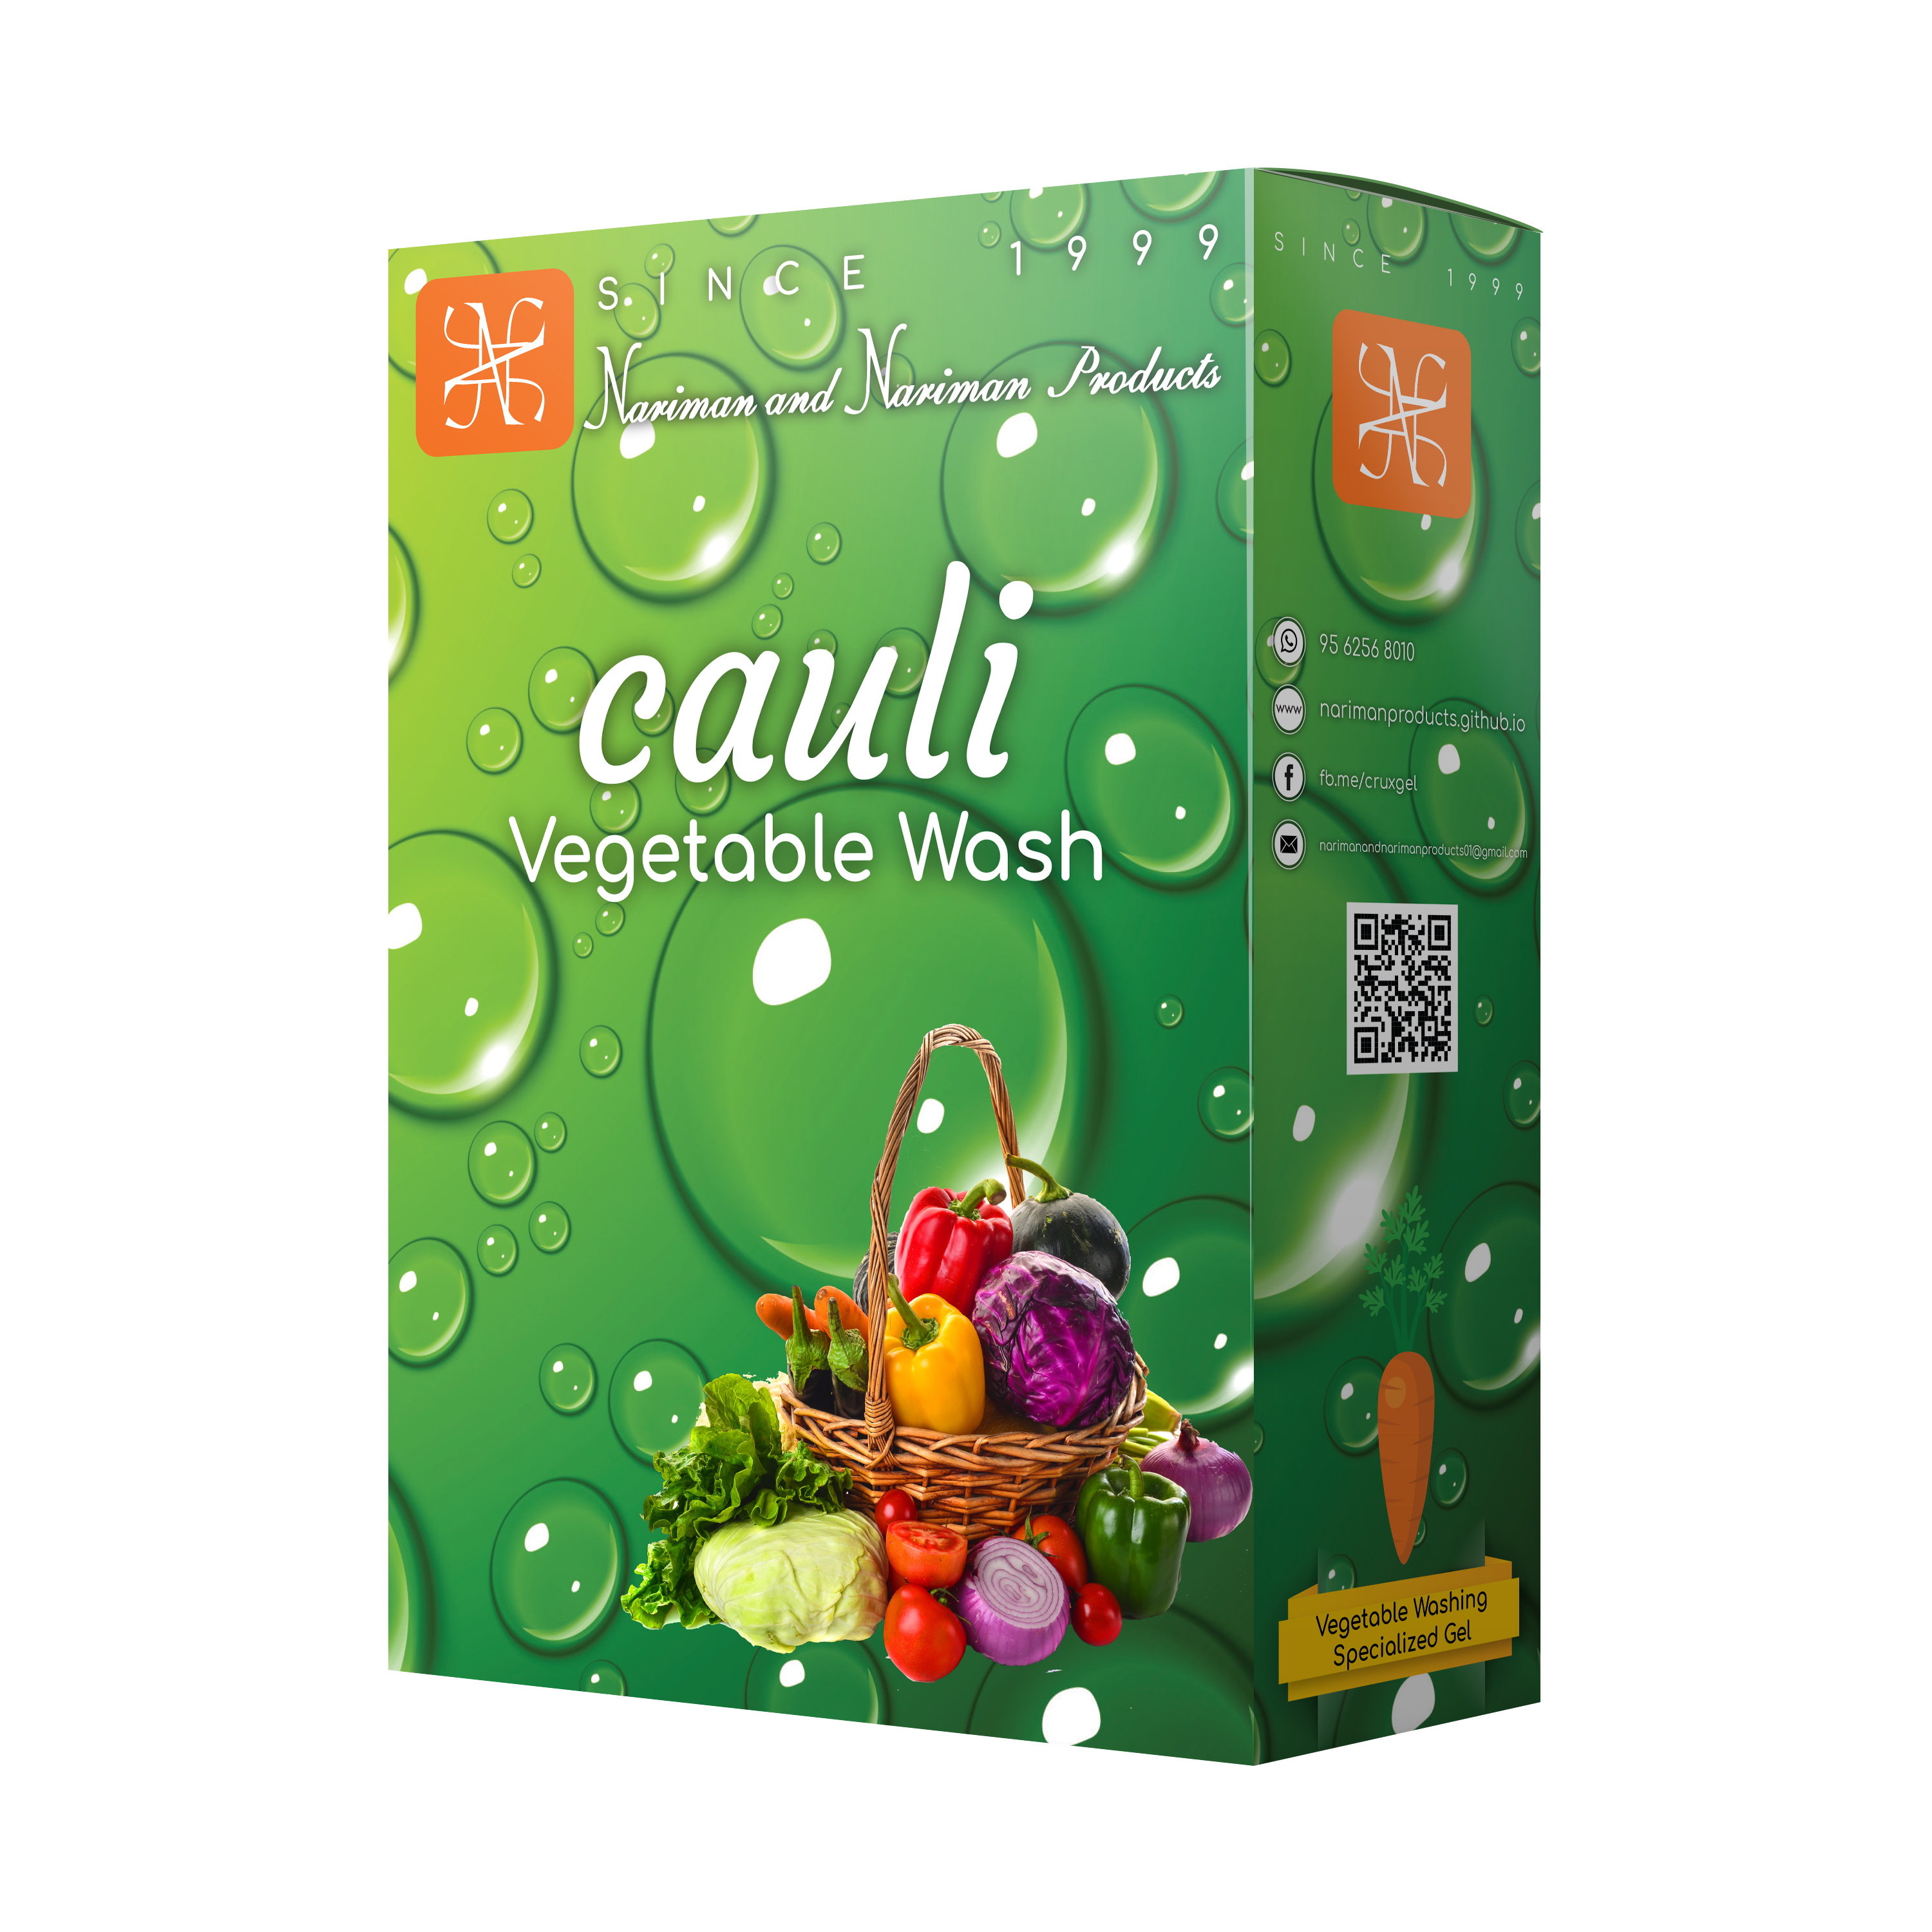 SINCE 1999
Nariman and Nariman Products
cauli
Vegetable Wash
SINCE 1999
95 6256 8010
www
narimanproducts.github.io
f
fb.me/cruxgel
narimanandnarimanproducts01@gmail.com
Vegetable Washing
Specialized Gel